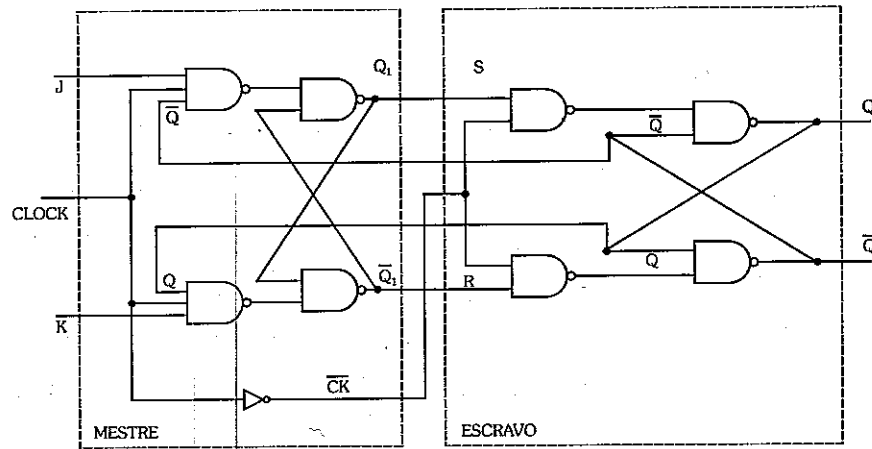 J
Q̅
Q₁
S
Q̅
Q
CLOCK
Q
K
Q̅₁
R
Q
Q̅
C̅K̅
MESTRE
ESCRAVO